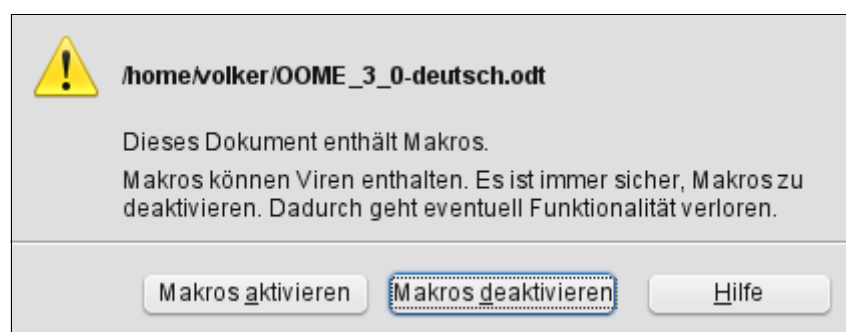 /home/volker/OOME_3_0-deutsch.odt
Dieses Dokument enthält Makros.
Makros können Viren enthalten. Es ist immer sicher, Makros zu
deaktivieren. Dadurch geht eventuell Funktionalität verloren.
Makros aktivieren Makros deaktivieren Hilfe